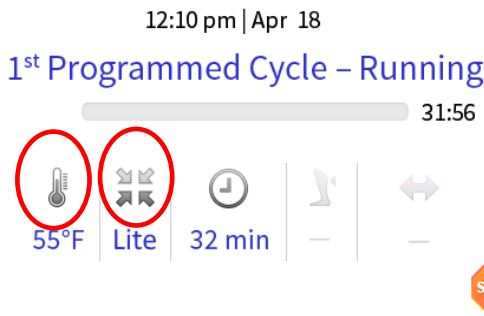 12:10 pm | Apr 18
1st Programmed Cycle – Running
31:56
55°F Lite 32 min — —